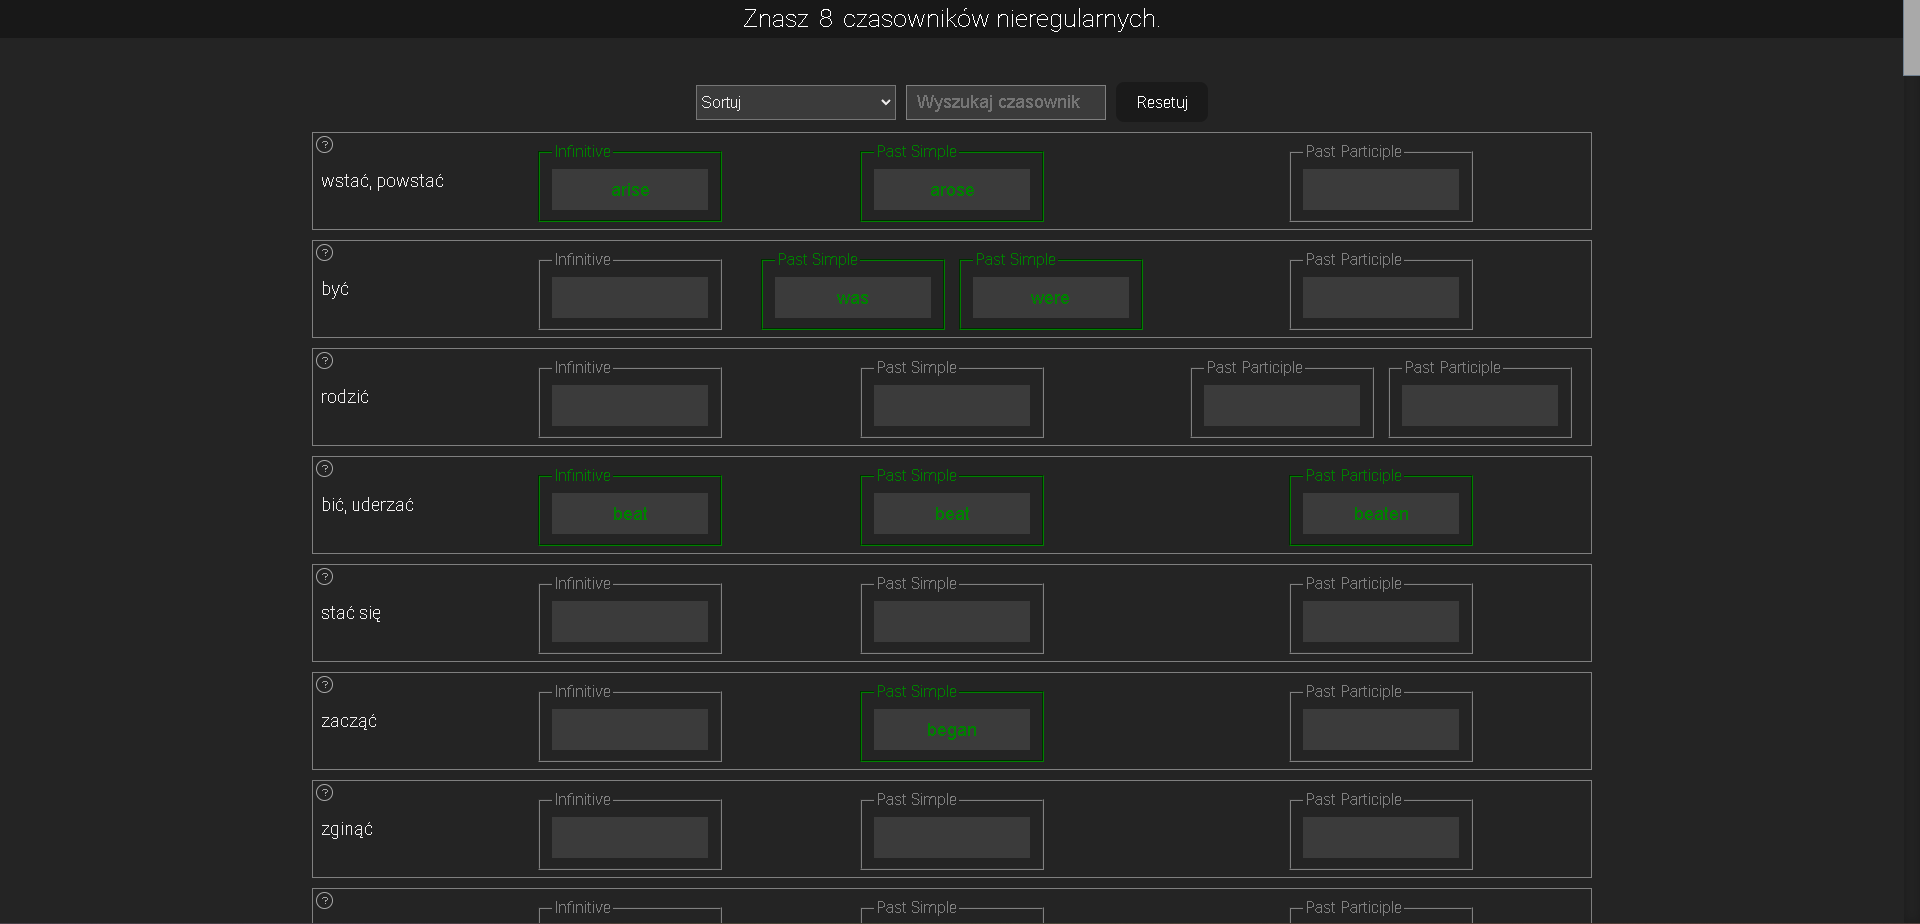 Znasz 8 czasowników nieregularnych.
Sortuj Wyszukaj czasownik Resetuj
?
Infinitive Past Simple Past Participle
wstać, powstać arise arose
?
Infinitive Past Simple Past Simple Past Participle
być was were
?
Infinitive Past Simple Past Participle Past Participle
rodzić
?
Infinitive Past Simple Past Participle
bić, uderzać beat beat beaten
?
Infinitive Past Simple Past Participle
stać się
?
Infinitive Past Simple Past Participle
zacząć began
?
Infinitive Past Simple Past Participle
zginąć
?
Infinitive Past Simple Past Participle